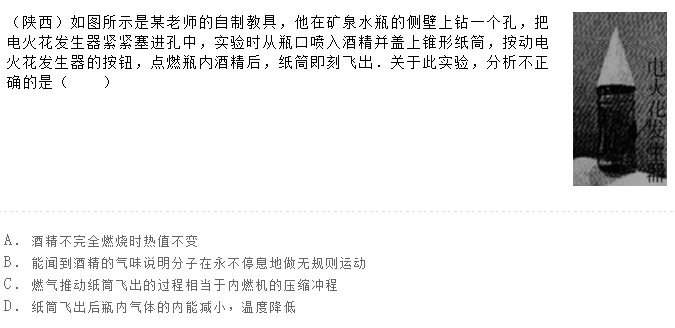 （陕西）如图所示是某老师的自制教具，他在矿泉水瓶的侧壁上钻一个孔，把
电火花发生器紧紧塞进孔中，实验时从瓶口喷入酒精并盖上锥形纸筒，按动电
火花发生器的按钮，点燃瓶内酒精后，纸筒即刻飞出．关于此实验，分析不正
确的是（　　）
电火花发生器
A．酒精不完全燃烧时热值不变
B．能闻到酒精的气味说明分子在永不停息地做无规则运动
C．燃气推动纸筒飞出的过程相当于内燃机的压缩冲程
D．纸筒飞出后瓶内气体的内能减小，温度降低